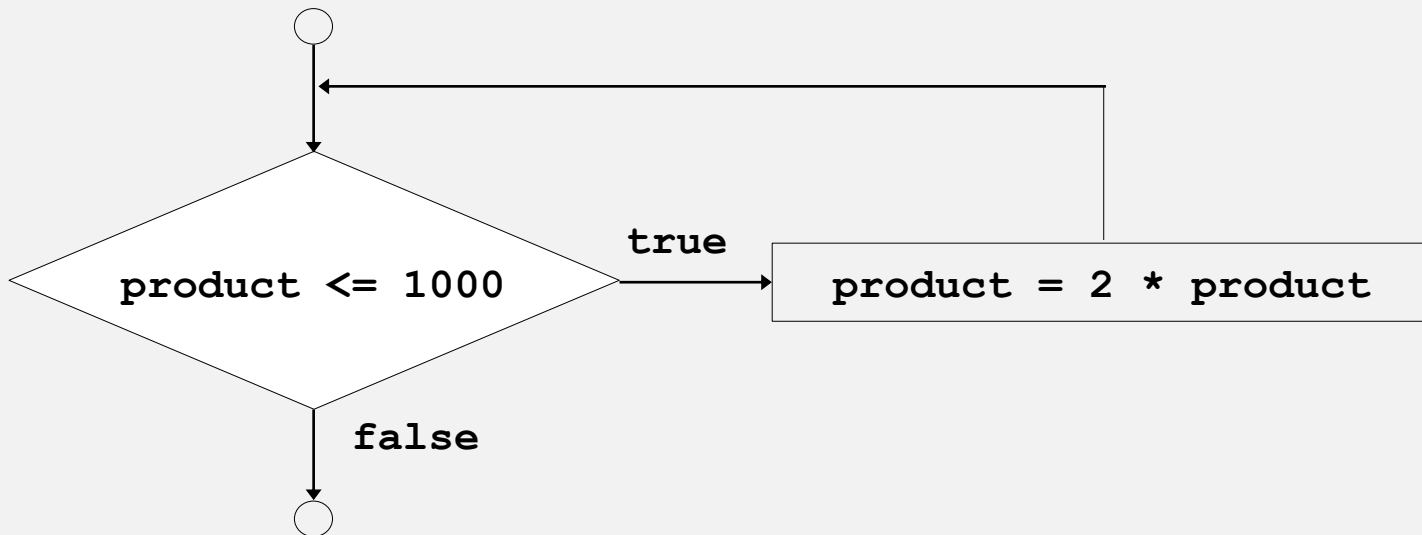 true
product <= 1000
product = 2 * product
false